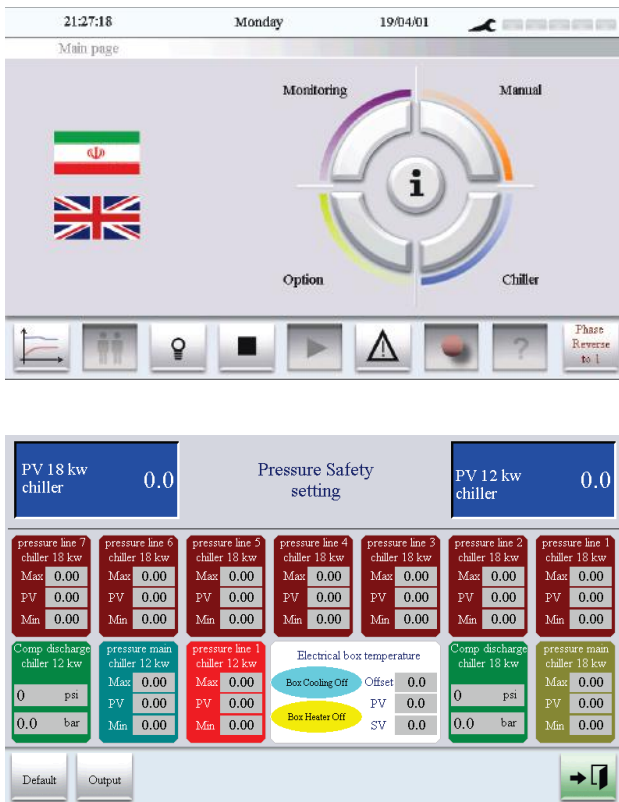 21:27:18 Monday 19/04/01
Main page
Monitoring Manual
i
Option Chiller
?
Phase
Reverse
to 1
PV 18 kw
chiller
0.0
Pressure Safety
setting
PV 12 kw
chiller
0.0
pressure line 7
chiller 18 kw
Max 0.00
PV 0.00
Min 0.00
pressure line 6
chiller 18 kw
Max 0.00
PV 0.00
Min 0.00
pressure line 5
chiller 18 kw
Max 0.00
PV 0.00
Min 0.00
pressure line 4
chiller 18 kw
Max 0.00
PV 0.00
Min 0.00
pressure line 3
chiller 18 kw
Max 0.00
PV 0.00
Min 0.00
pressure line 2
chiller 18 kw
Max 0.00
PV 0.00
Min 0.00
pressure line 1
chiller 18 kw
Max 0.00
PV 0.00
Min 0.00
Comp discharge
chiller 12 kw
0 psi
0.0 bar
pressure main
chiller 12 kw
Max 0.00
PV 0.00
Min 0.00
pressure line 1
chiller 12 kw
Max 0.00
PV 0.00
Min 0.00
Electrical box temperature
Box Cooling Off Offset 0.0
PV 0.0
Box Heater Off SV 0.0
Comp discharge
chiller 18 kw
0 psi
0.0 bar
pressure main
chiller 18 kw
Max 0.00
PV 0.00
Min 0.00
Default Output